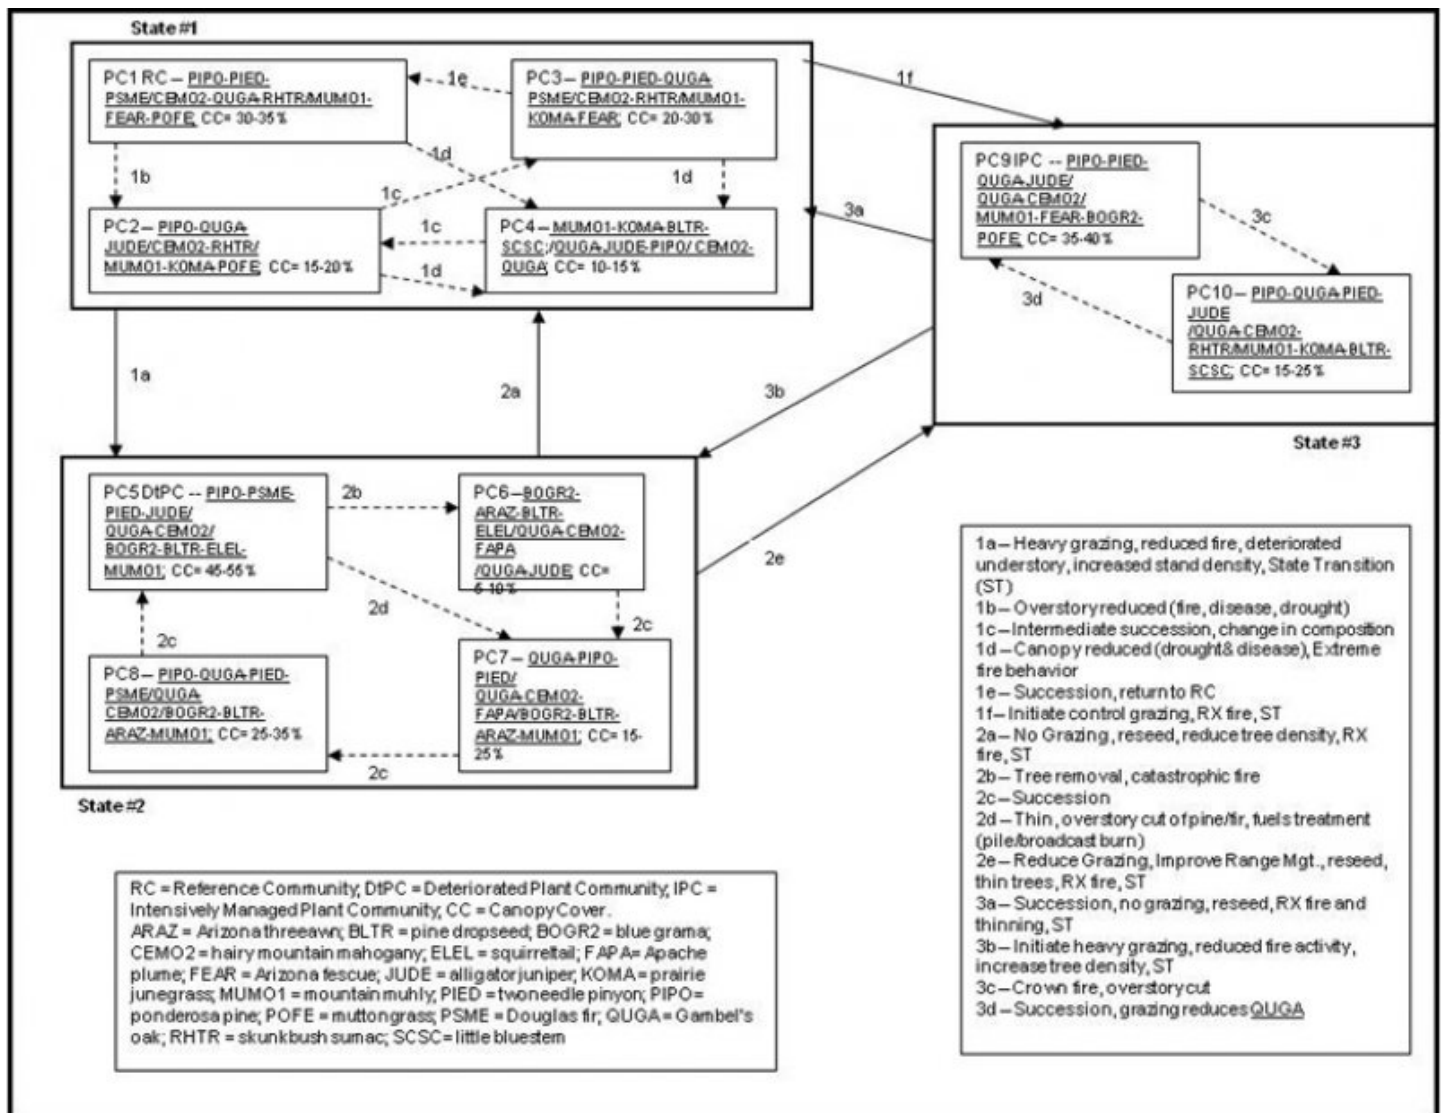 State #1
PC1 RC – PIPO-PIED-
PSME/CEMO2-QUGA-RHTR/MUMO1-
FEAR-POFE; CC= 30-35%
1e
PC3 – PIPO-PIED-QUGA-
PSME/CEMO2-RHTR/MUMO1-
KOMA-FEAR; CC= 20-30%
1f
1b
1d
1c
1d
PC2 – PIPO-QUGA-
JUDE/CEMO2-RHTR/
MUMO1-KOMA-POFE; CC= 15-20%
1c
1d
PC4 – MUMO1-KOMA-BLTR-
SCSC;/QUGA-JUDE-PIPO/ CEMO2-
QUGA; CC= 10-15%
3a
PC9 IPC -- PIPO-PIED-
QUGA-JUDE/
QUGA-CEMO2/
MUMO1-FEAR-BOGR2-
POFE; CC= 35-40%
3c
3d
PC10 – PIPO-QUGA-PIED-
JUDE
/QUGA-CEMO2-
RHTR/MUMO1-KOMA-BLTR-
SCSC; CC= 15-25%
State #3
1a
2a
3b
2e
PC5 DtPC -- PIPO-PSME-
PIED-JUDE/
QUGA-CEMO2/
BOGR2-BLTR-ELEL-
MUMO1; CC= 45-55%
2b
PC6 – BOGR2-
ARAZ-BLTR-
ELEL/QUGA-CEMO2-
FAPA
/QUGA-JUDE; CC=
5-10%
2d
2c
2c
PC8 – PIPO-QUGA-PIED-
PSME/QUGA-
CEMO2/BOGR2-BLTR-
ARAZ-MUMO1; CC= 25-35%
2c
PC7 – QUGA-PIPO-
PIED/
QUGA-CEMO2-
FAPA/BOGR2-BLTR-
ARAZ-MUMO1; CC= 15-
25%
State #2
1a – Heavy grazing, reduced fire, deteriorated
understory, increased stand density, State Transition
(ST)
1b – Overstory reduced (fire, disease, drought)
1c – Intermediate succession, change in composition
1d – Canopy reduced (drought & disease), Extreme
fire behavior
1e – Succession, return to RC
1f – Initiate control grazing, RX fire, ST
2a – No Grazing, reseed, reduce tree density, RX
fire, ST
2b – Tree removal, catastrophic fire
2c – Succession
2d – Thin, overstory cut of pine/fir, fuels treatment
(pile/broadcast burn)
2e – Reduce Grazing, Improve Range Mgt., reseed,
thin trees, RX fire, ST
3a – Succession, no grazing, reseed, RX fire and
thinning, ST
3b – Initiate heavy grazing, reduced fire activity,
increase tree density, ST
3c – Crown fire, overstory cut
3d – Succession, grazing reduces QUGA
RC = Reference Community; DtPC = Deteriorated Plant Community; IPC =
Intensively Managed Plant Community; CC = Canopy Cover.
ARAZ = Arizona threeawn; BLTR = pine dropseed; BOGR2 = blue grama;
CEMO2 = hairy mountain mahogany; ELEL = squirreltail; FAPA= Apache
plume; FEAR = Arizona fescue; JUDE = alligator juniper; KOMA = prairie
junegrass; MUMO1 = mountain muhly; PIED = twoneedle pinyon; PIPO=
ponderosa pine; POFE = muttongrass; PSME = Douglas fir; QUGA = Gambel's
oak; RHTR = skunkbush sumac; SCSC= little bluestem